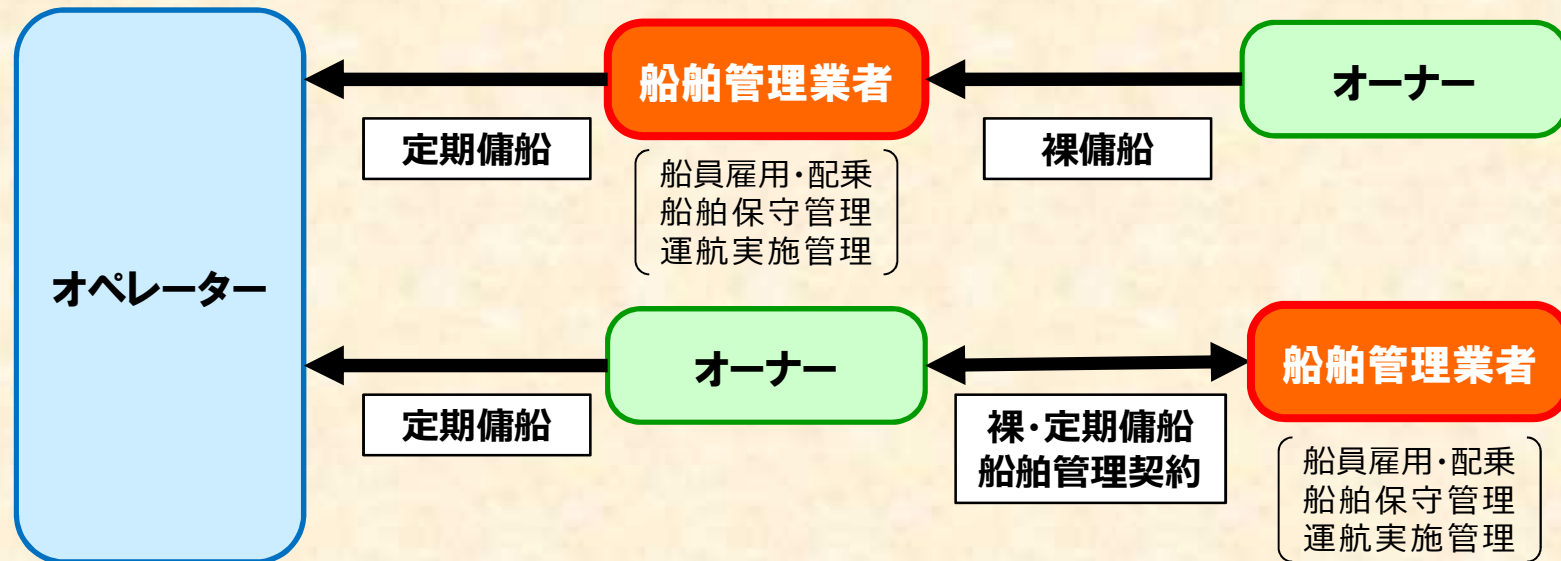 船舶管理業者
オーナー
定期傭船
裸傭船
船員雇用・配乗
船舶保守管理
運航実施管理
オペレーター
オーナー
船舶管理業者
定期傭船
裸・定期傭船
船舶管理契約
船員雇用・配乗
船舶保守管理
運航実施管理